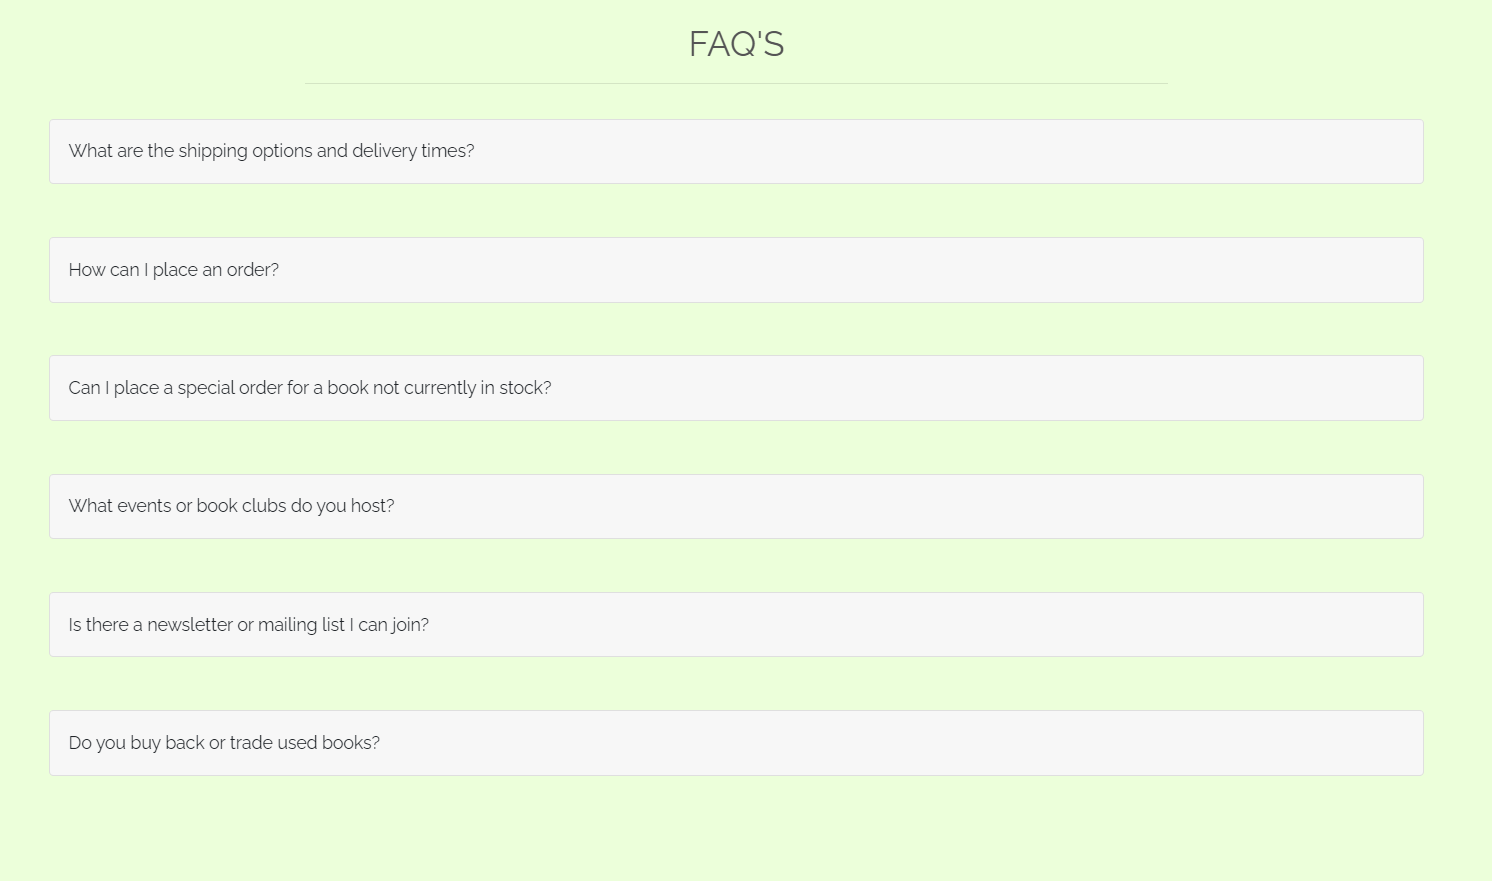 FAQ'S
What are the shipping options and delivery times?
How can I place an order?
Can I place a special order for a book not currently in stock?
What events or book clubs do you host?
Is there a newsletter or mailing list I can join?
Do you buy back or trade used books?